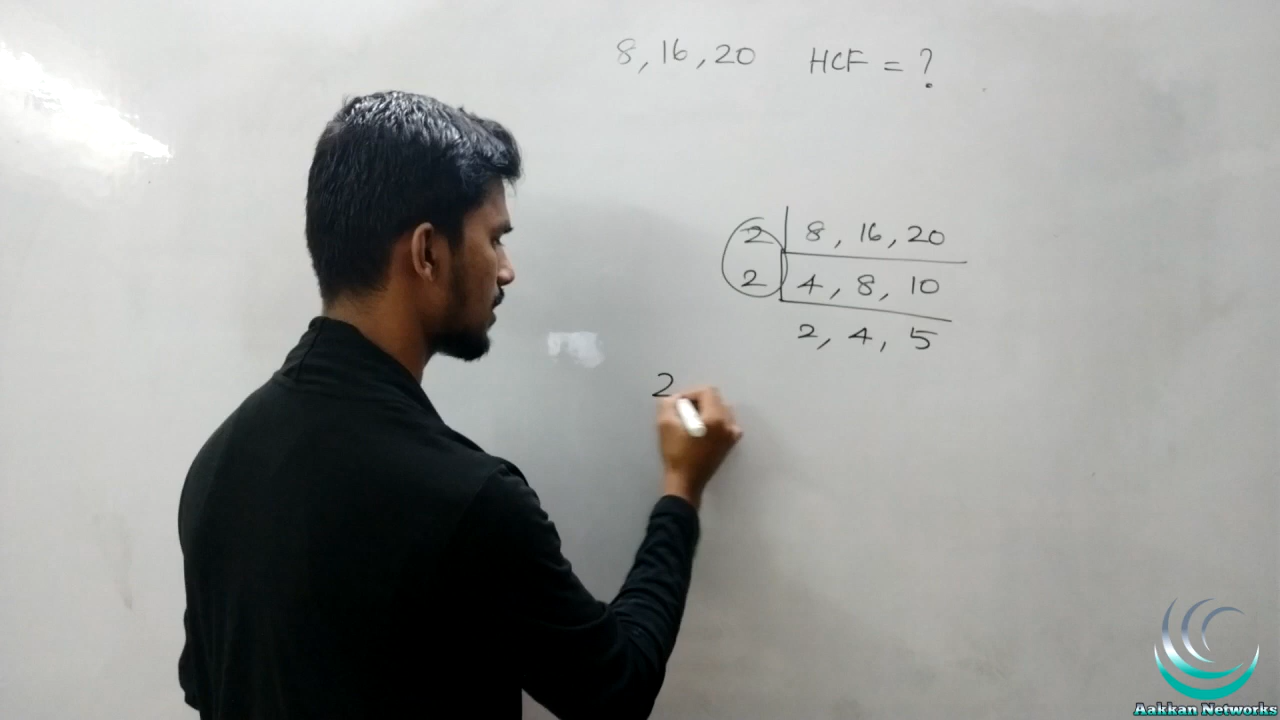 8, 16, 20 HCF = ?
2 8, 16, 20
2 4, 8, 10
2, 4, 5
2
Aakkan Networks